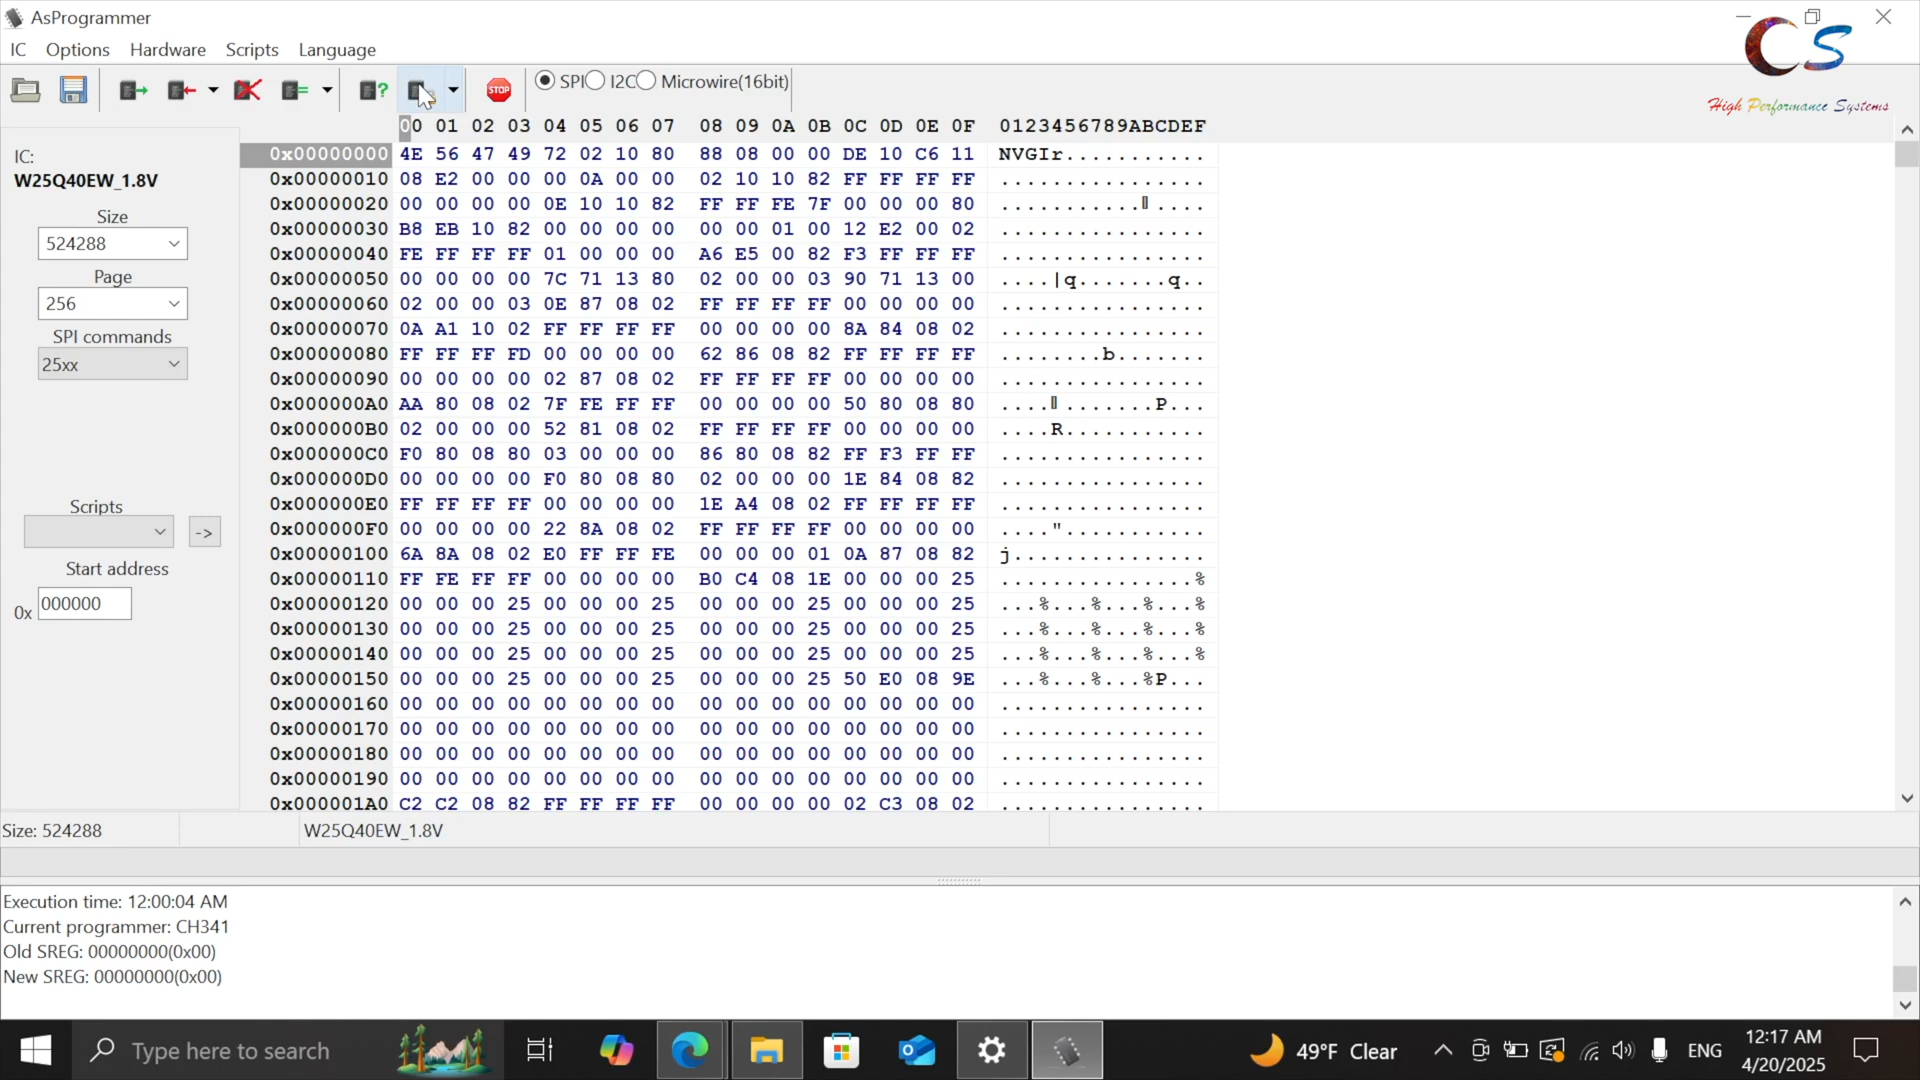 AsProgrammer
IC Options Hardware Scripts Language
STOP SPI I2C Microwire(16bit)
CS
High Performance Systems
IC:
W25Q40EW_1.8V
Size
524288
Page
256
SPI commands
25xx
Scripts
->
Start address
0x 000000
00 01 02 03 04 05 06 07 08 09 0A 0B 0C 0D 0E 0F 0123456789ABCDEF
0x00000000 4E 56 47 49 72 02 10 80 88 08 00 00 DE 10 C6 11 NVGIr...........
0x00000010 08 E2 00 00 00 0A 00 00 02 10 10 82 FF FF FF FF ................
0x00000020 00 00 00 00 0E 10 10 82 FF FF FE 7F 00 00 00 80 ...........▯....
0x00000030 B8 EB 10 82 00 00 00 00 00 00 01 00 12 E2 00 02 ................
0x00000040 FE FF FF FF 01 00 00 00 A6 E5 00 82 F3 FF FF FF ................
0x00000050 00 00 00 00 7C 71 13 80 02 00 00 03 90 71 13 00 ....|q.......q..
0x00000060 02 00 00 03 0E 87 08 02 FF FF FF FF 00 00 00 00 ................
0x00000070 0A A1 10 02 FF FF FF FF 00 00 00 00 8A 84 08 02 ................
0x00000080 FF FF FF FD 00 00 00 00 62 86 08 82 FF FF FF FF ........b.......
0x00000090 00 00 00 00 02 87 08 02 FF FF FF FF 00 00 00 00 ................
0x000000A0 AA 80 08 02 7F FE FF FF 00 00 00 00 50 80 08 80 ....▯.......P...
0x000000B0 02 00 00 00 52 81 08 02 FF FF FF FF 00 00 00 00 ....R...........
0x000000C0 F0 80 08 80 03 00 00 00 86 80 08 82 FF F3 FF FF ................
0x000000D0 00 00 00 00 F0 80 08 80 02 00 00 00 1E 84 08 82 ................
0x000000E0 FF FF FF FF 00 00 00 00 1E A4 08 02 FF FF FF FF ................
0x000000F0 00 00 00 00 22 8A 08 02 FF FF FF FF 00 00 00 00 ...."...........
0x00000100 6A 8A 08 02 E0 FF FF FE 00 00 00 01 0A 87 08 82 j...............
0x00000110 FF FE FF FF 00 00 00 00 B0 C4 08 1E 00 00 00 25 ...............%
0x00000120 00 00 00 25 00 00 00 25 00 00 00 25 00 00 00 25 ...%...%...%...%
0x00000130 00 00 00 25 00 00 00 25 00 00 00 25 00 00 00 25 ...%...%...%...%
0x00000140 00 00 00 25 00 00 00 25 00 00 00 25 00 00 00 25 ...%...%...%...%
0x00000150 00 00 00 25 00 00 00 25 00 00 00 25 50 E0 08 9E ...%...%...%P...
0x00000160 00 00 00 00 00 00 00 00 00 00 00 00 00 00 00 00 ................
0x00000170 00 00 00 00 00 00 00 00 00 00 00 00 00 00 00 00 ................
0x00000180 00 00 00 00 00 00 00 00 00 00 00 00 00 00 00 00 ................
0x00000190 00 00 00 00 00 00 00 00 00 00 00 00 00 00 00 00 ................
0x000001A0 C2 C2 08 82 FF FF FF FF 00 00 00 00 02 C3 08 02 ................
Size: 524288 W25Q40EW_1.8V
Execution time: 12:00:04 AM
Current programmer: CH341
Old SREG: 00000000(0x00)
New SREG: 00000000(0x00)
Type here to search 49°F Clear ENG 12:17 AM
4/20/2025